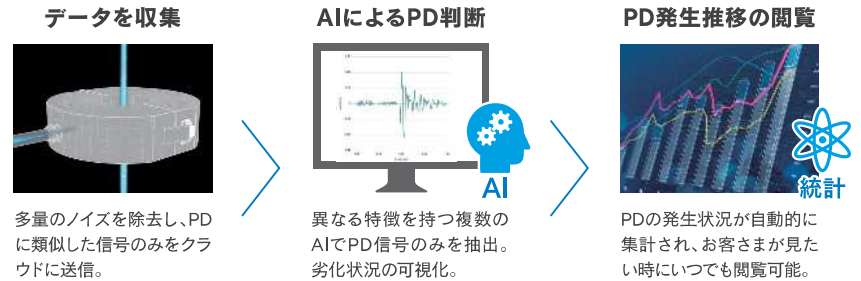 データを収集
多量のノイズを除去し、PD
に類似した信号のみをクラ
ウドに送信。
AIによるPD判断
AI
異なる特徴を持つ複数の
AIでPD信号のみを抽出。
劣化状況の可視化。
PD発生推移の閲覧
統計
PDの発生状況が自動的に
集計され、お客さまが見た
い時にいつでも閲覧可能。